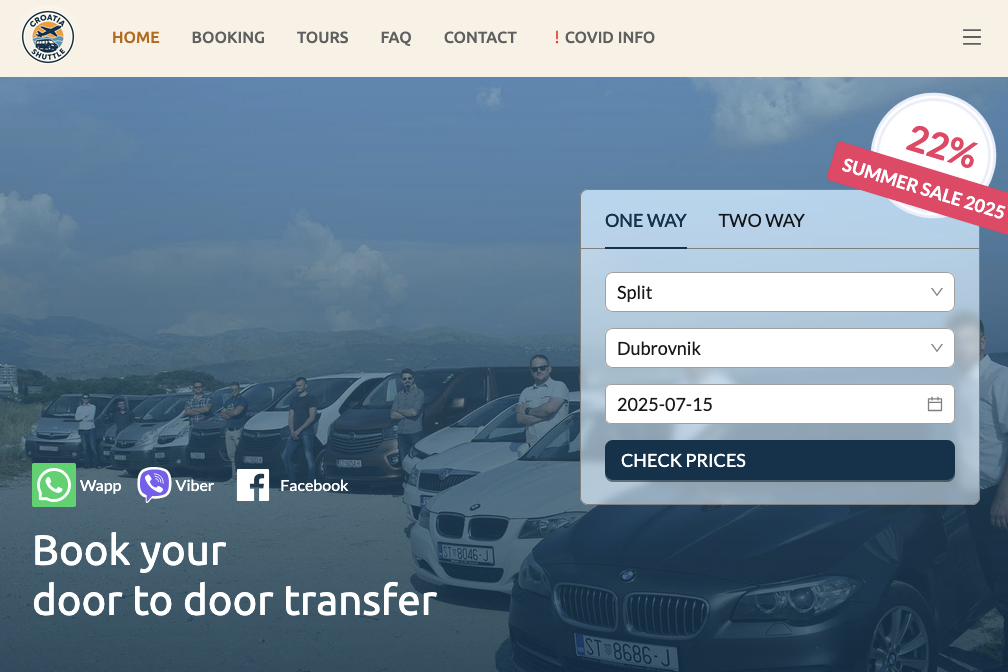 CROATIA
SHUTTLE
HOME
BOOKING
TOURS
FAQ
CONTACT
! COVID INFO
22%
SUMMER SALE 2025
ONE WAY
TWO WAY
Split
Dubrovnik
2025-07-15
CHECK PRICES
Wapp
Viber
Facebook
Book your
door to door transfer
ST 8046-J
ST 8686-J